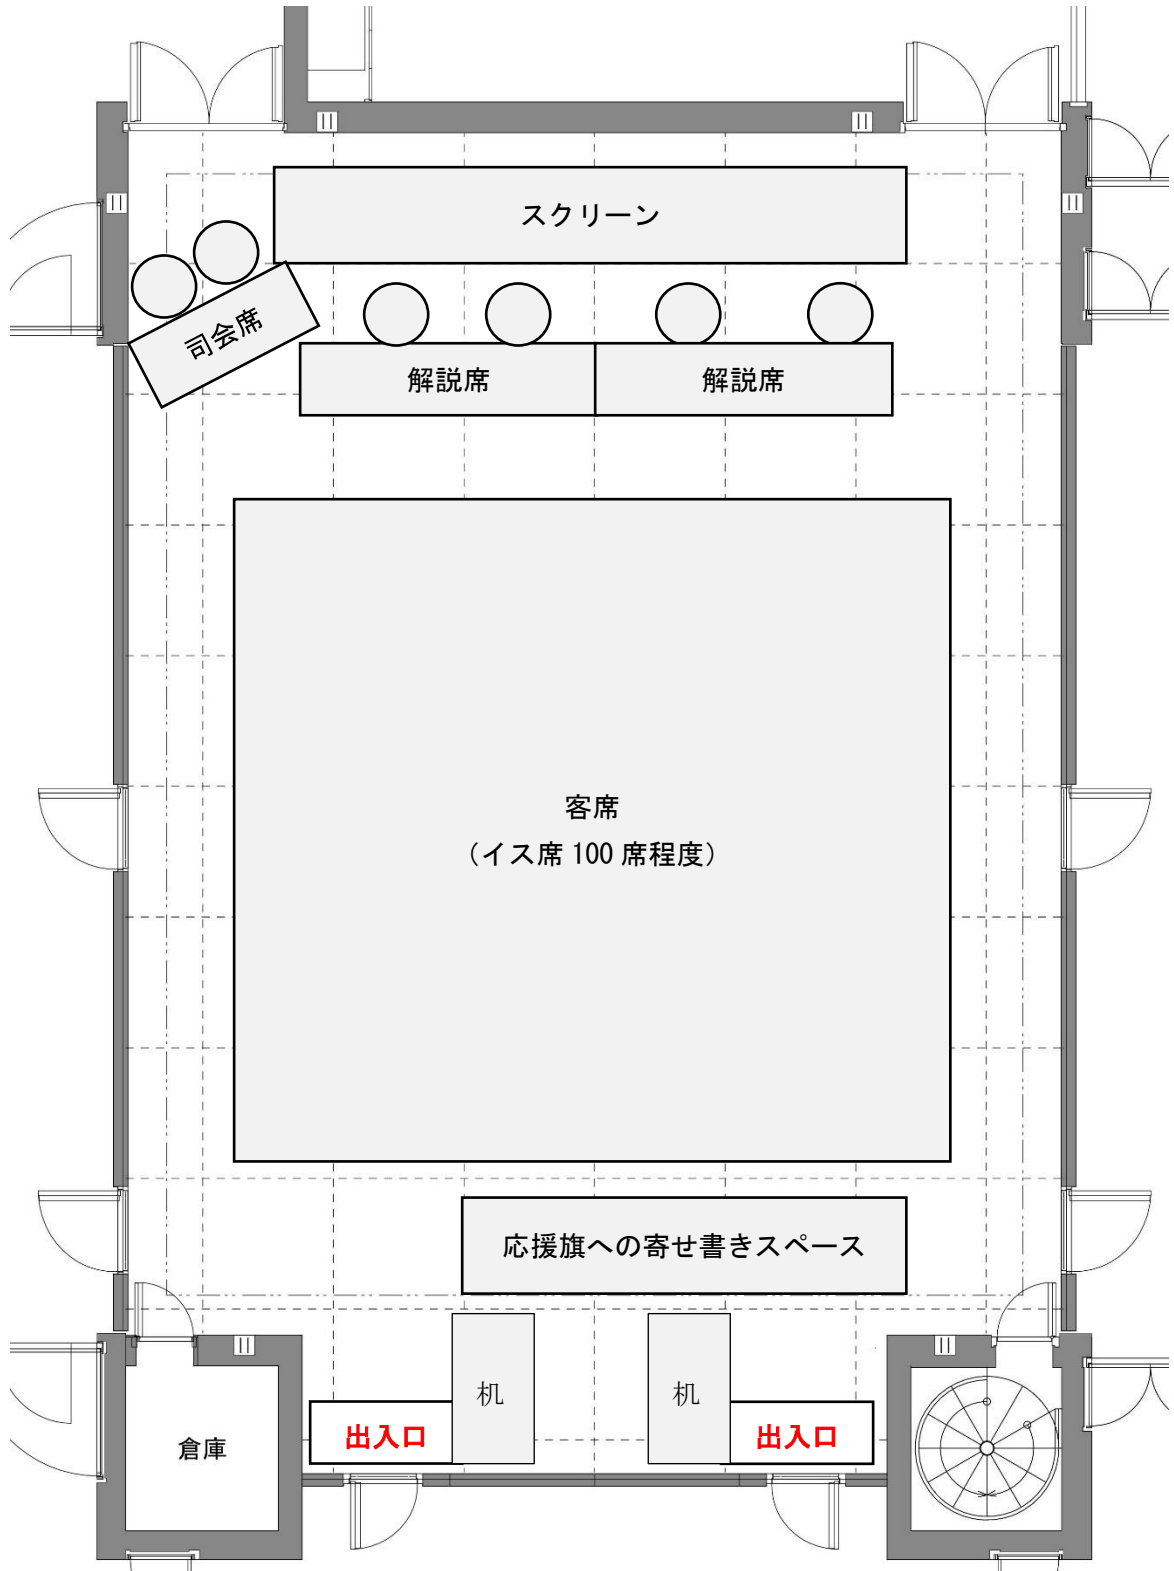 スクリーン
司会席
解説席
解説席
客席
（イス席 100 席程度）
応援旗への寄せ書きスペース
机
机
出入口
出入口
倉庫